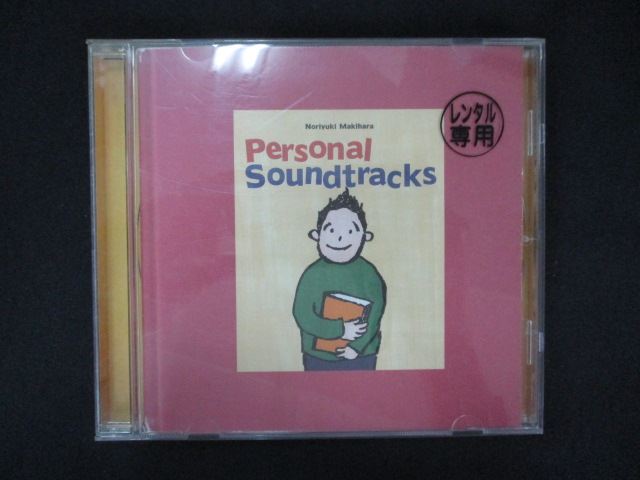 Noriyuki Makihara
Personal
Soundtracks
レンタル
専用